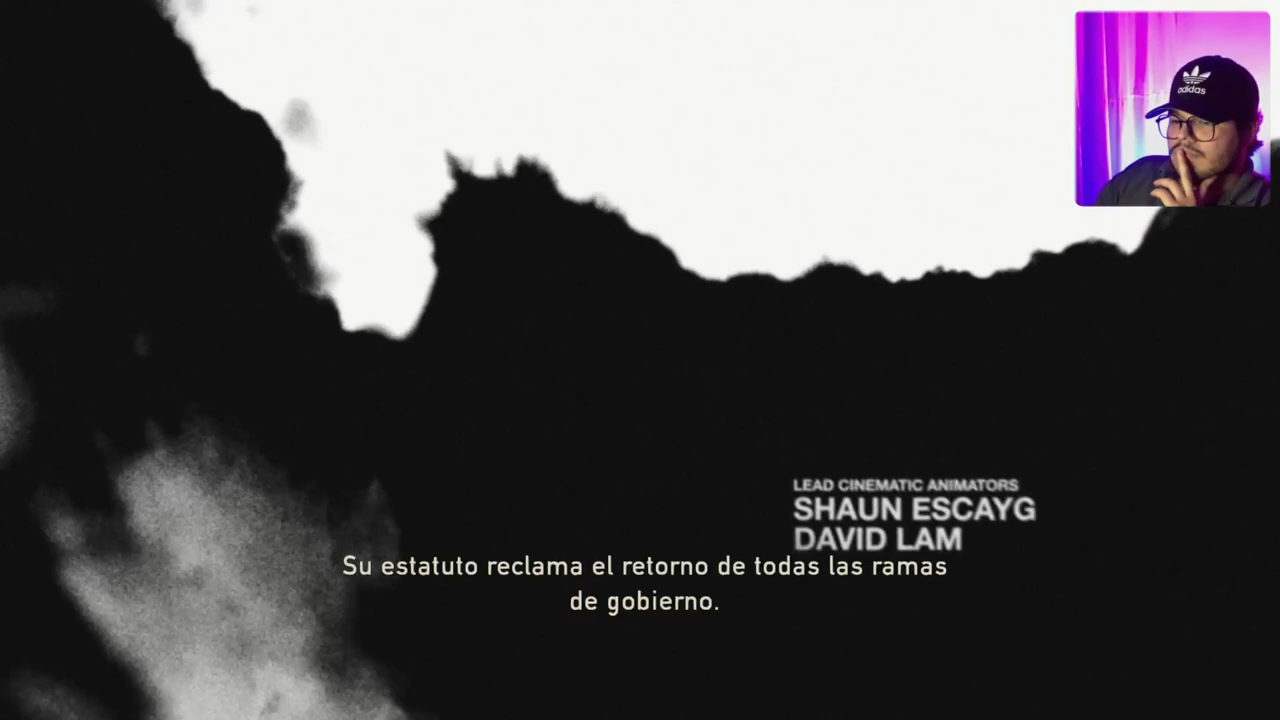 adidas
LEAD CINEMATIC ANIMATORS
SHAUN ESCAYG
DAVID LAM
Su estatuto reclama el retorno de todas las ramas
de gobierno.